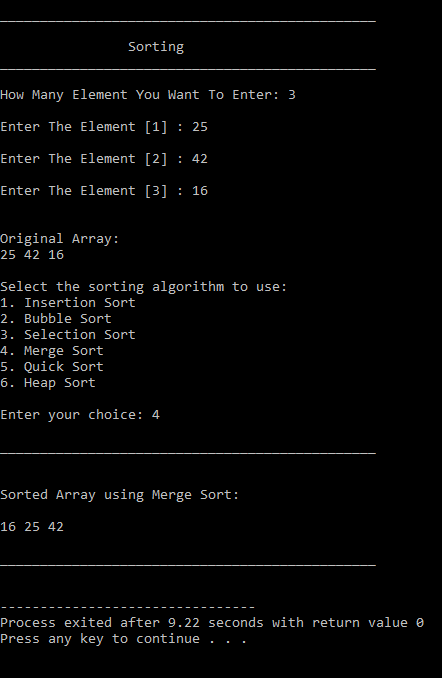 Sorting
How Many Element You Want To Enter: 3
Enter The Element [1] : 25
Enter The Element [2] : 42
Enter The Element [3] : 16
Original Array:
25 42 16
Select the sorting algorithm to use:
1. Insertion Sort
2. Bubble Sort
3. Selection Sort
4. Merge Sort
5. Quick Sort
6. Heap Sort
Enter your choice: 4
Sorted Array using Merge Sort:
16 25 42
--------------------------------
Process exited after 9.22 seconds with return value 0
Press any key to continue . . .